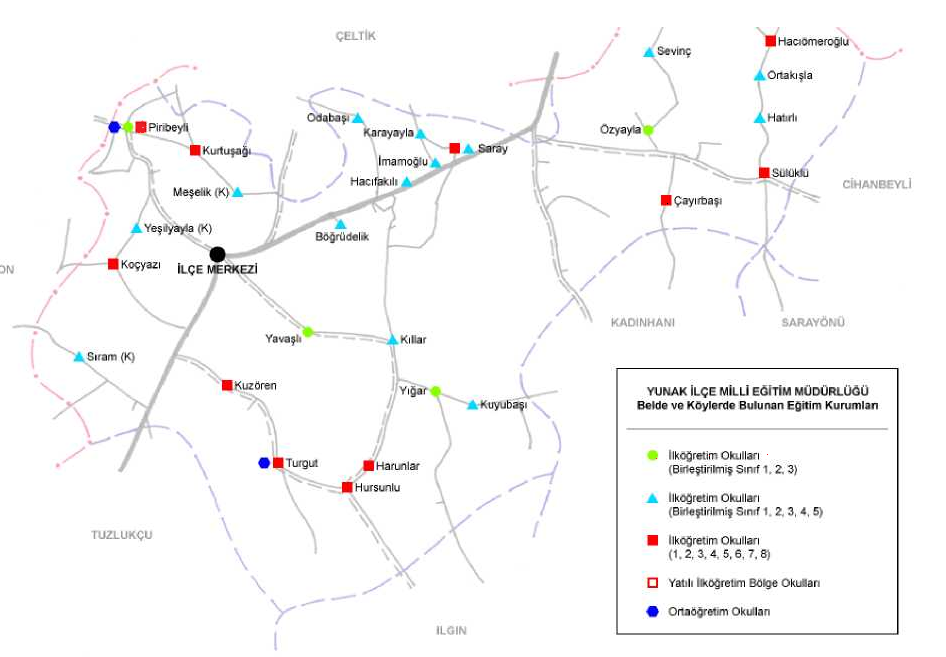 ÇELTİK
Hacıömeroğlu
Sevinç
Ortakışla
Odabaşı
Hatırlı
Piribeyli
Karayayla
Özyayla
Kurtuşağı
Saray
İmamoğlu
Sülüklü
Hacıfakılı
CİHANBEYLİ
Meşelik (K)
Çayırbaşı
Yeşilyayla (K)
Böğrüdelik
Koçyazı
İLÇE MERKEZİ
ON
KADINHANI
SARAYÖNÜ
Yavaşlı
Kıllar
Sıram (K)
Kuzören
Yığar
Kuyubaşı
YUNAK İLÇE MİLLİ EĞİTİM MÜDÜRLÜĞÜ
Belde ve Köylerde Bulunan Eğitim Kurumları
İlköğretim Okulları
(Birleştirilmiş Sınıf 1, 2, 3)
İlköğretim Okulları
(Birleştirilmiş Sınıf 1, 2, 3, 4, 5)
İlköğretim Okulları
(1, 2, 3, 4, 5, 6, 7, 8)
Yatılı İlköğretim Bölge Okulları
Ortaöğretim Okulları
Turgut
Harunlar
Hursunlu
TUZLUKÇU
ILGIN